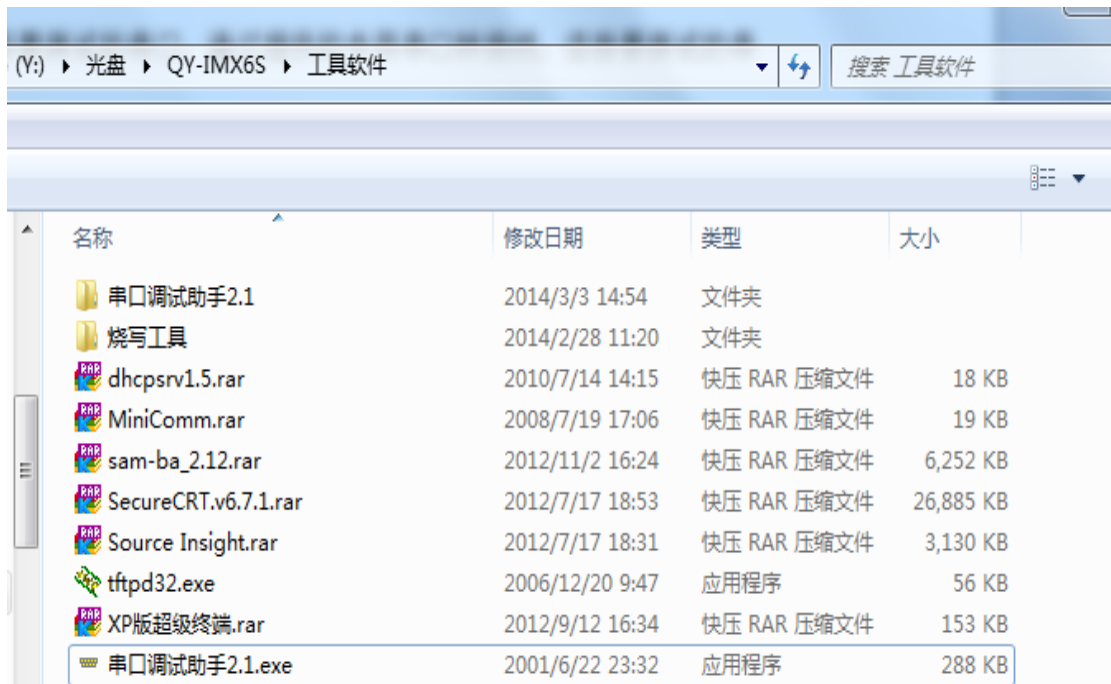 (Y:) 光盘 QY-IMX6S 工具软件 搜索 工具软件
名称 修改日期 类型 大小
串口调试助手2.1 2014/3/3 14:54 文件夹
烧写工具 2014/2/28 11:20 文件夹
dhcpsrv1.5.rar 2010/7/14 14:15 快压 RAR 压缩文件 18 KB
MiniComm.rar 2008/7/19 17:06 快压 RAR 压缩文件 19 KB
sam-ba_2.12.rar 2012/11/2 16:24 快压 RAR 压缩文件 6,252 KB
SecureCRT.v6.7.1.rar 2012/7/17 18:53 快压 RAR 压缩文件 26,885 KB
Source Insight.rar 2012/7/17 18:31 快压 RAR 压缩文件 3,130 KB
tftpd32.exe 2006/12/20 9:47 应用程序 56 KB
XP版超级终端.rar 2012/9/12 16:34 快压 RAR 压缩文件 153 KB
串口调试助手2.1.exe 2001/6/22 23:32 应用程序 288 KB